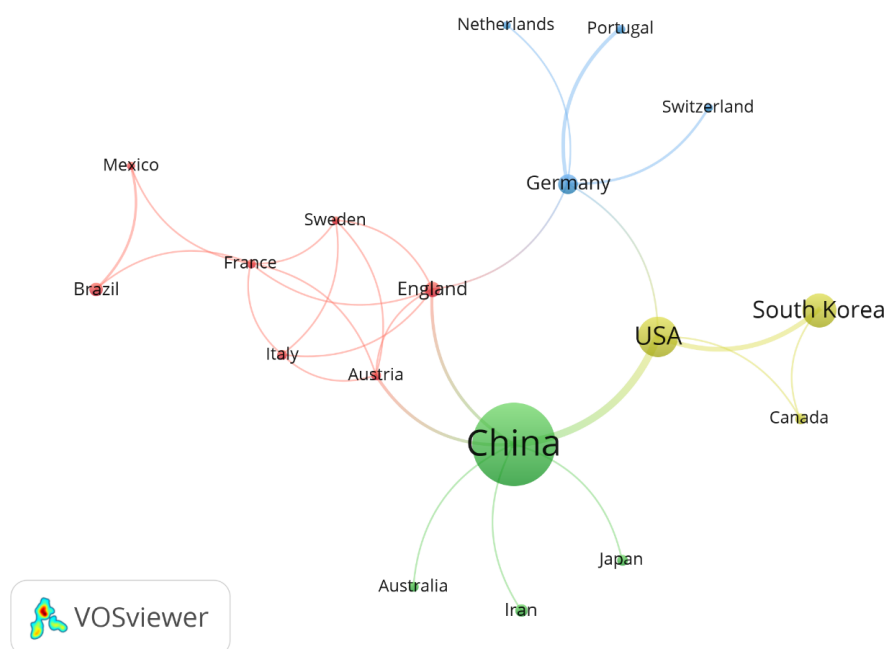 Netherlands
Portugal
Switzerland
Mexico
Germany
Sweden
France
England
Brazil
South Korea
USA
Italy
Austria
Canada
China
Japan
Australia
Iran
VOSviewer